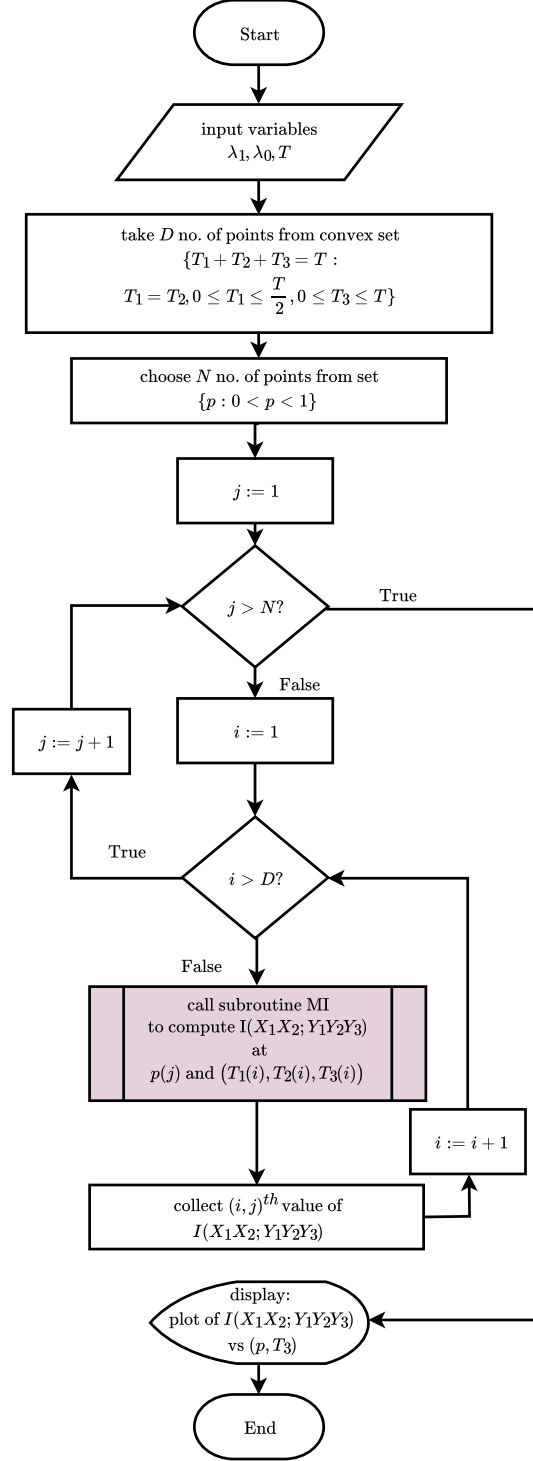 Start
input variables
λ₁, λ₀, T
take D no. of points from convex set
{T₁ + T₂ + T₃ = T :
T₁ = T₂, 0 ≤ T₁ ≤ T/2, 0 ≤ T₃ ≤ T}
choose N no. of points from set
{p : 0 < p < 1}
j := 1
j > N?
True
False
i := 1
j := j + 1
True
i > D?
False
call subroutine MI
to compute I(X₁X₂; Y₁Y₂Y₃)
at
p(j) and (T₁(i), T₂(i), T₃(i))
i := i + 1
collect (i, j)ᵗʰ value of
I(X₁X₂; Y₁Y₂Y₃)
display:
plot of I(X₁X₂; Y₁Y₂Y₃)
vs (p, T₃)
End